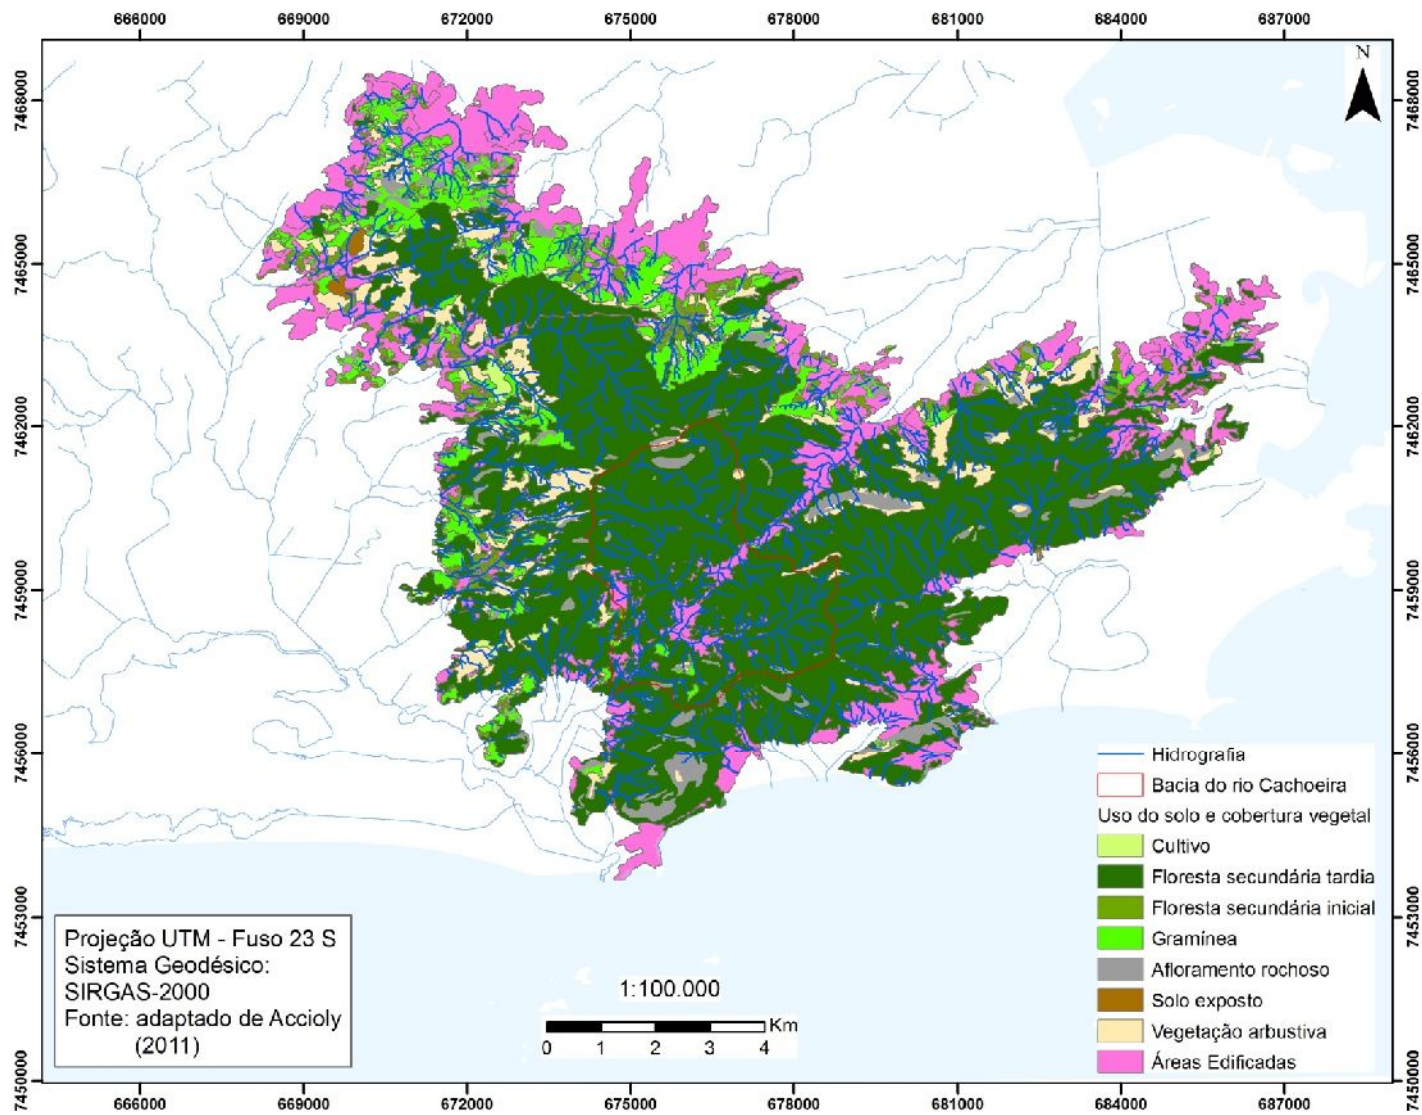 666000 669000 672000 675000 678000 681000 684000 687000
N
7468000 7468000
7465000 7465000
7462000 7462000
7459000 7459000
7456000 7456000
7453000 7453000
7450000 7450000
Hidrografia
Bacia do rio Cachoeira
Uso do solo e cobertura vegetal
Cultivo
Floresta secundária tardia
Floresta secundária inicial
Gramínea
Afloramento rochoso
Solo exposto
Vegetação arbustiva
Áreas Edificadas
Projeção UTM - Fuso 23 S
Sistema Geodésico:
SIRGAS-2000
Fonte: adaptado de Accioly
(2011)
1:100.000
Km
0 1 2 3 4
666000 669000 672000 675000 678000 681000 684000 687000